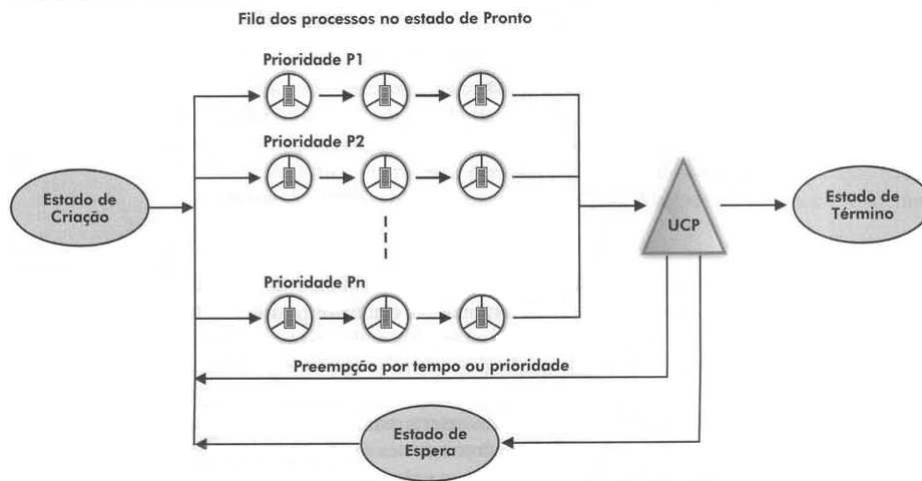 Fila dos processos no estado de Pronto
Prioridade P1
Prioridade P2
Estado de
Criação
UCP
Estado de
Término
Prioridade Pn
Preempção por tempo ou prioridade
Estado de
Espera